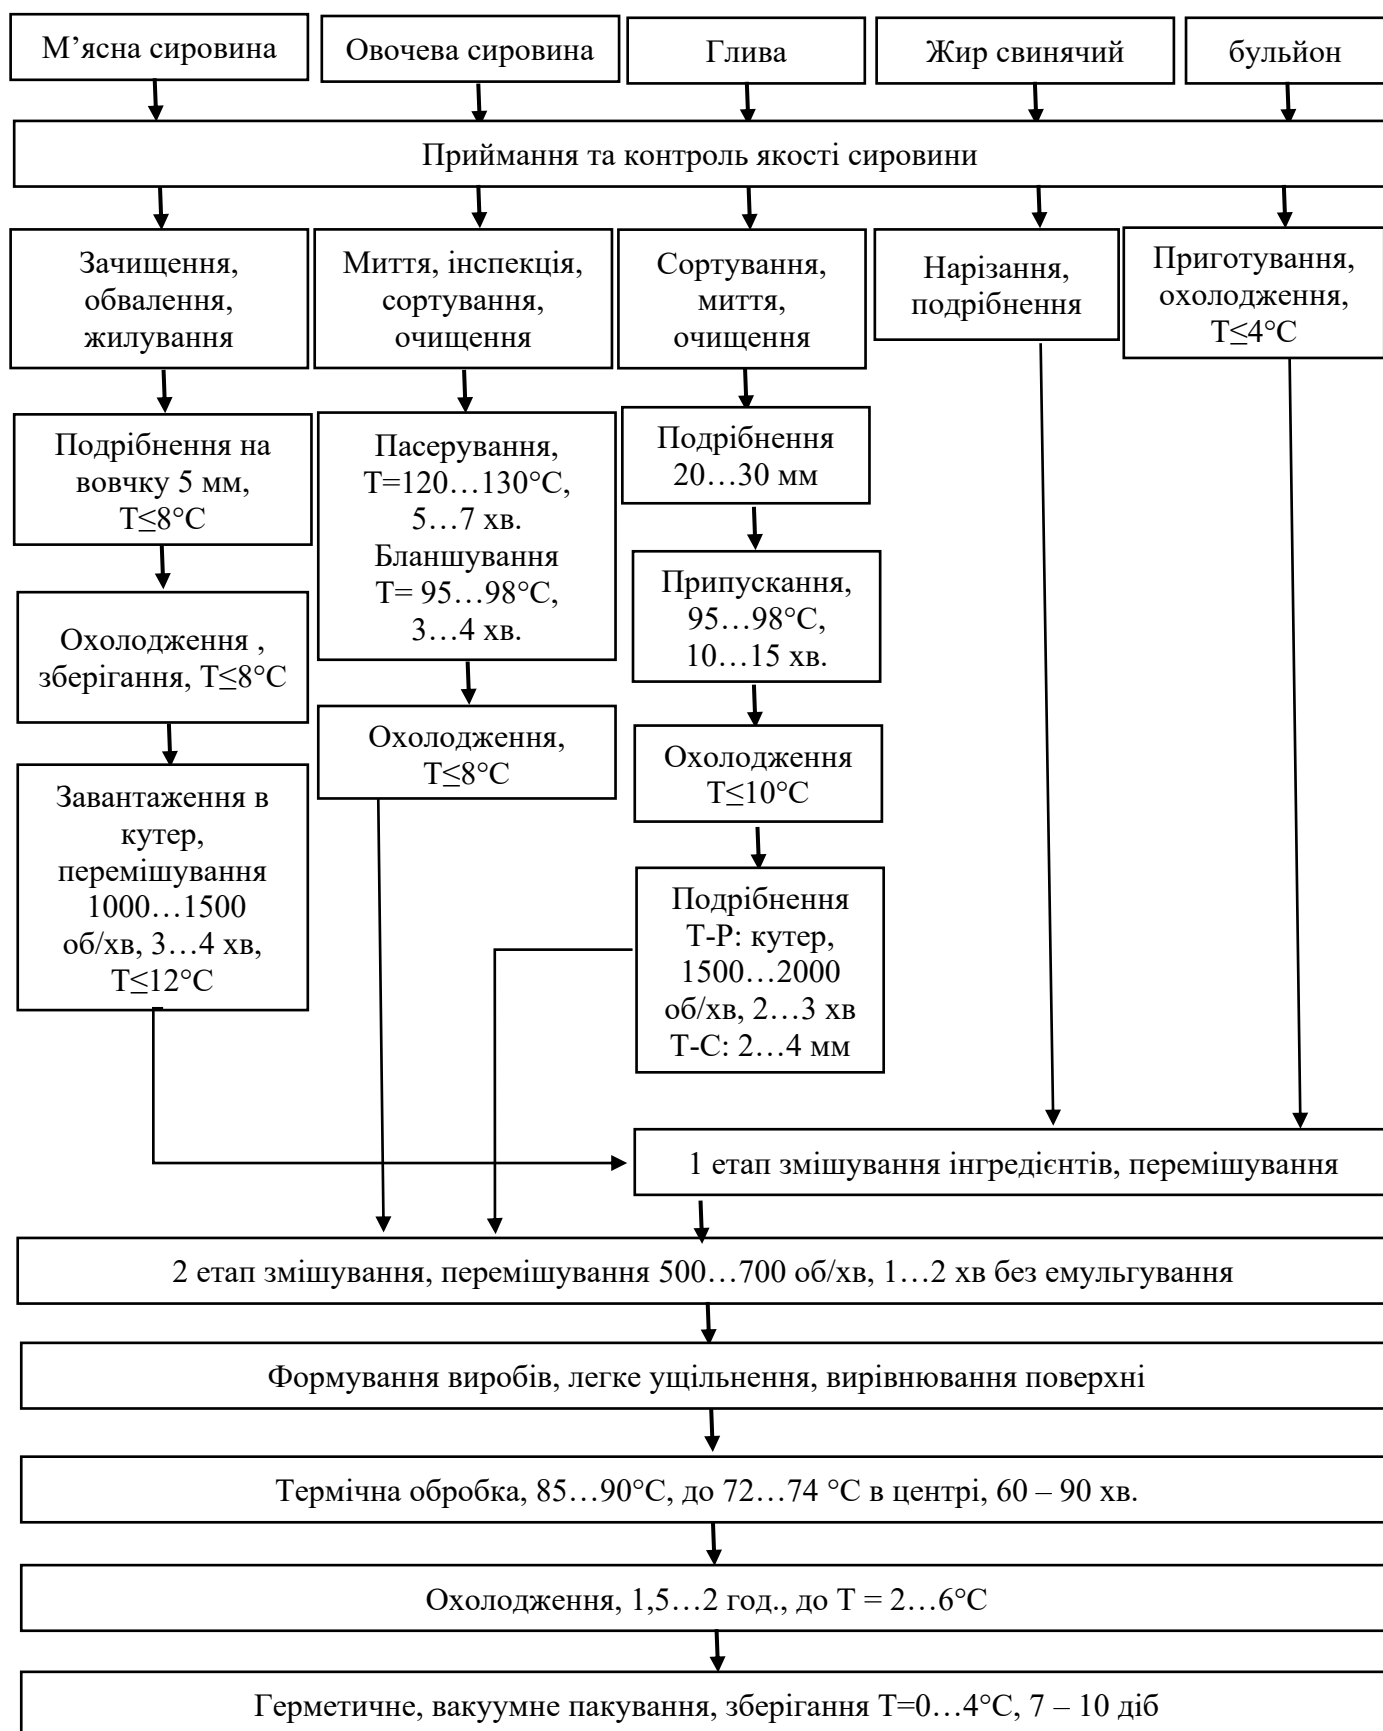 М’ясна сировина
Овочева сировина
Глива
Жир свинячий
бульйон
Приймання та контроль якості сировини
Зачищення,
обвалення,
жилування
Миття, інспекція,
сортування,
очищення
Сортування,
миття,
очищення
Нарізання,
подрібнення
Приготування,
охолодження,
Т≤4°С
Подрібнення на
вовчку 5 мм,
Т≤8°С
Пасерування,
Т=120…130°С,
5…7 хв.
Бланшування
Т= 95…98°С,
3…4 хв.
Подрібнення
20…30 мм
Охолодження ,
зберігання, Т≤8°С
Припускання,
95…98°С,
10…15 хв.
Охолодження,
Т≤8°С
Охолодження
Т≤10°С
Завантаження в
кутер,
перемішування
1000…1500
об/хв, 3…4 хв,
Т≤12°С
Подрібнення
Т-Р: кутер,
1500…2000
об/хв, 2…3 хв
Т-С: 2…4 мм
1 етап змішування інгредієнтів, перемішування
2 етап змішування, перемішування 500…700 об/хв, 1…2 хв без емульгування
Формування виробів, легке ущільнення, вирівнювання поверхні
Термічна обробка, 85…90°С, до 72…74 °С в центрі, 60 – 90 хв.
Охолодження, 1,5…2 год., до Т = 2…6°С
Герметичне, вакуумне пакування, зберігання Т=0…4°С, 7 – 10 діб